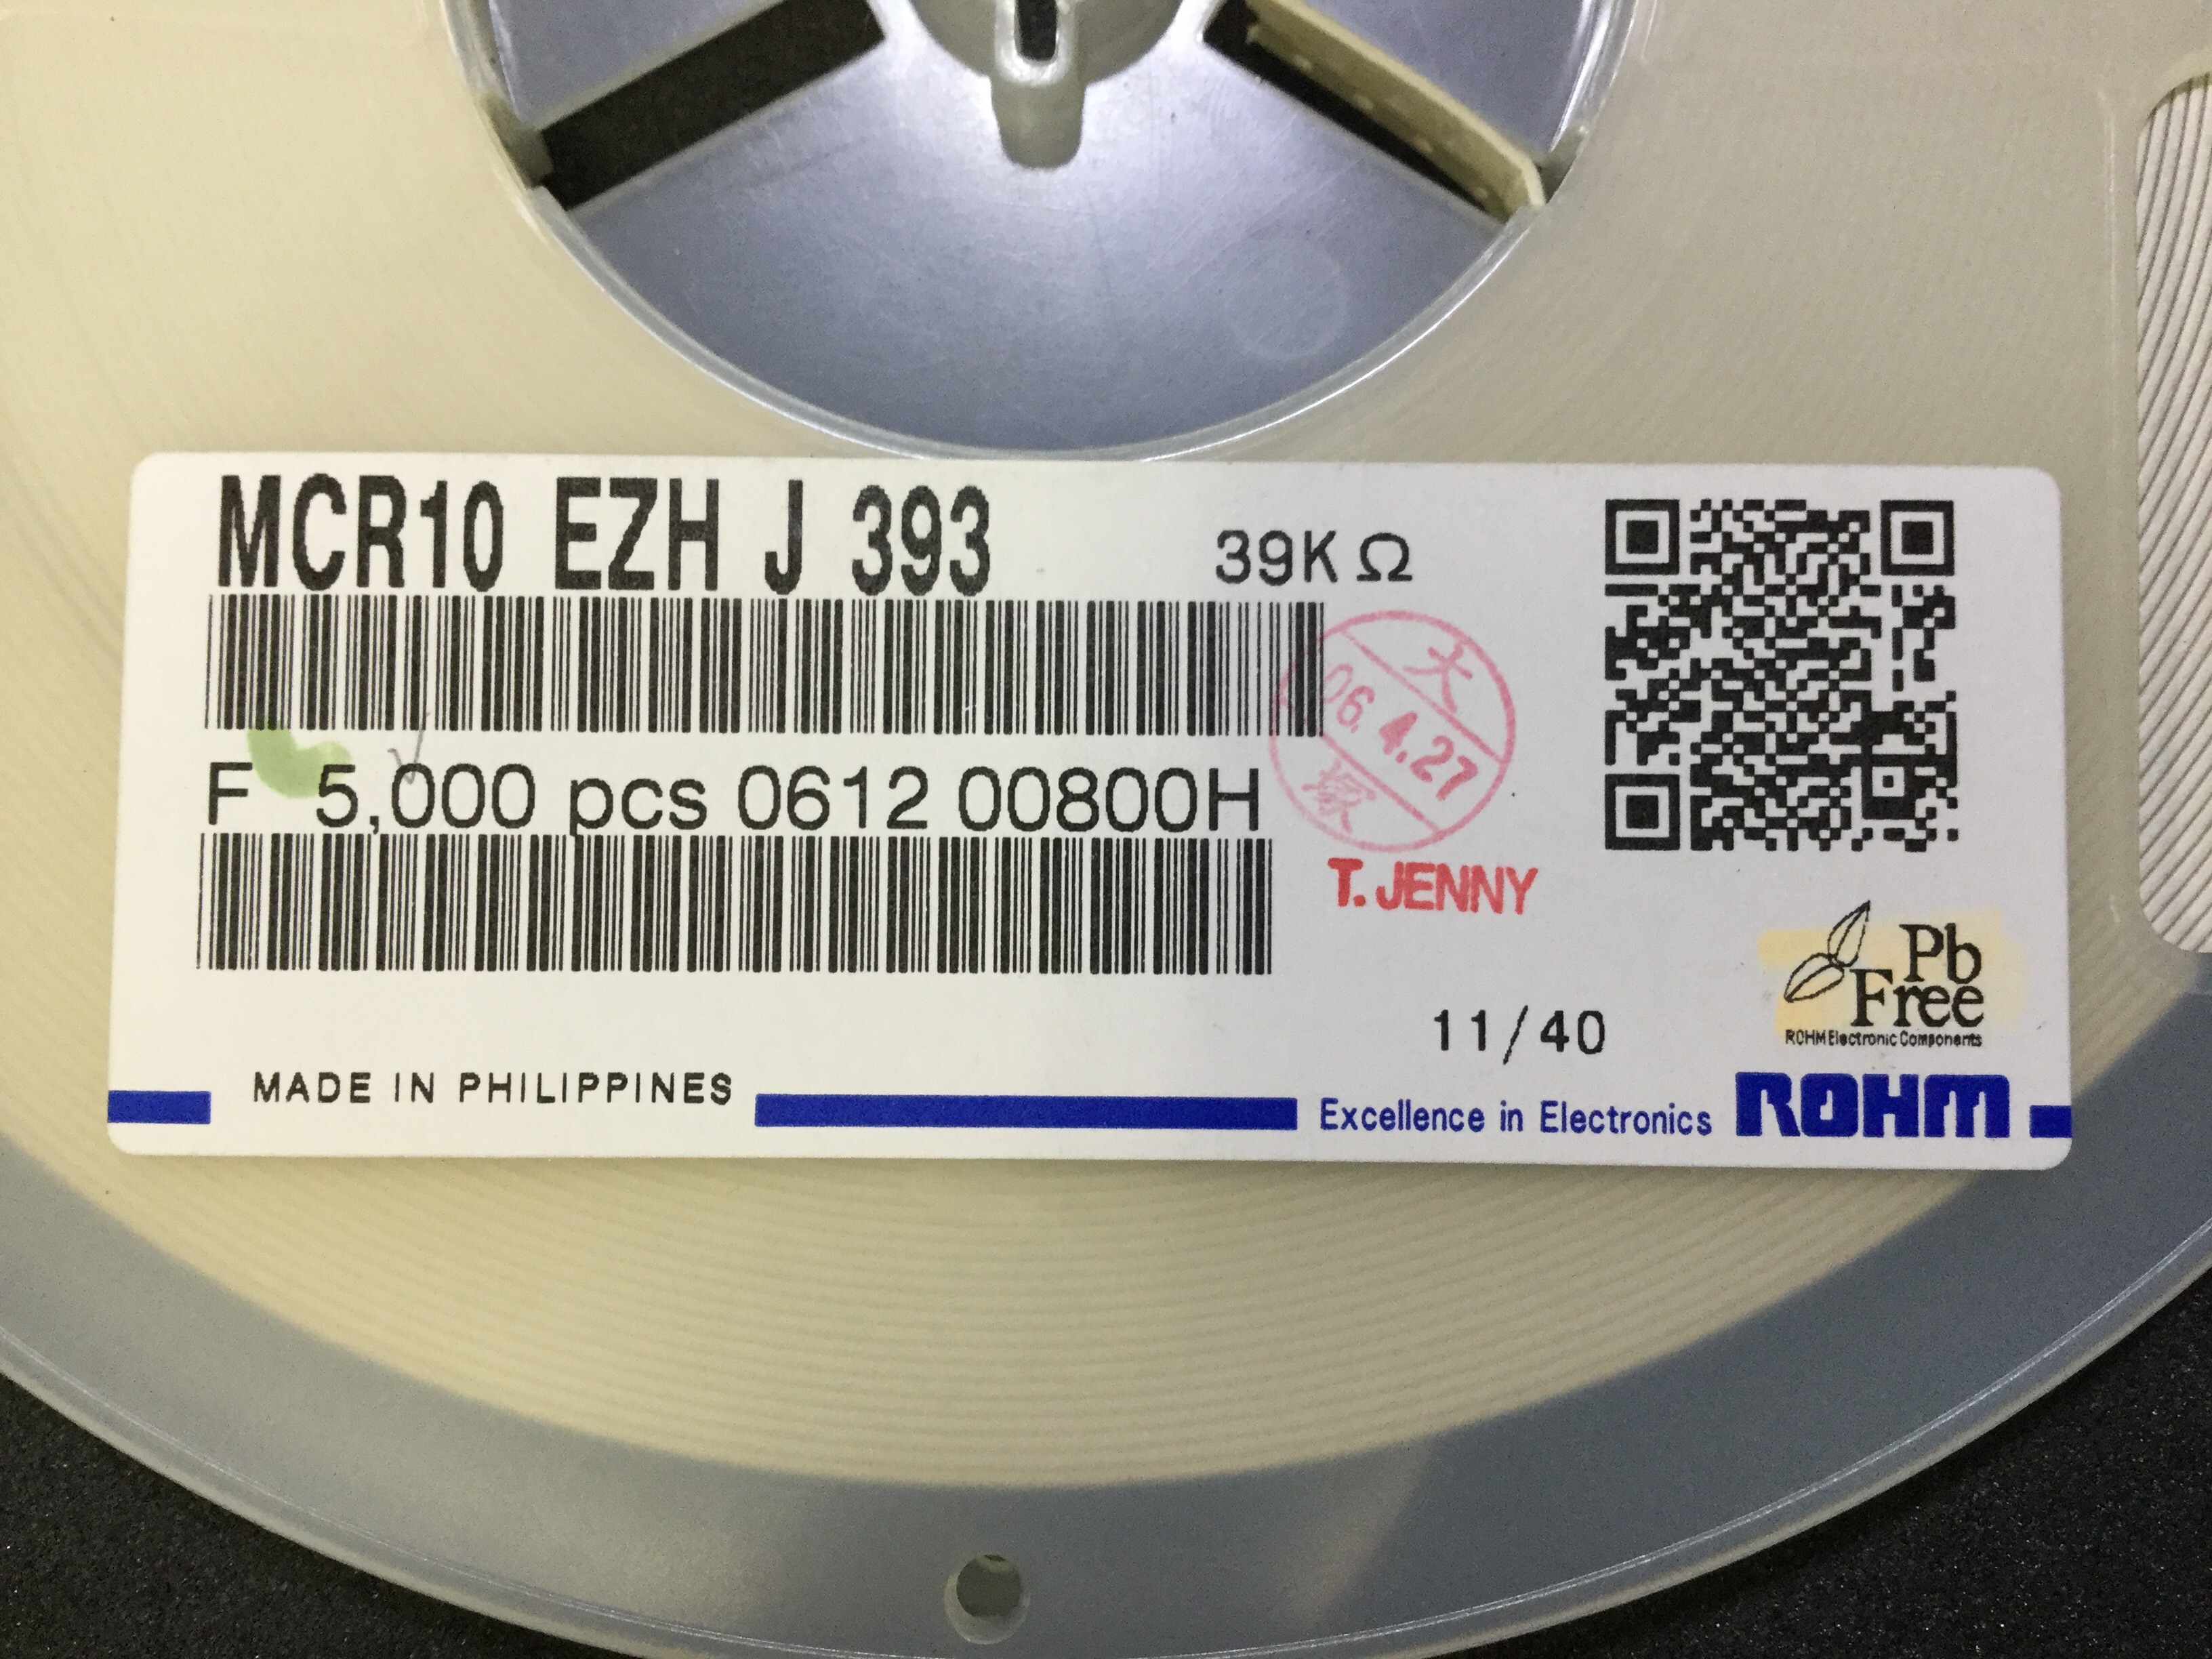 MCR10 EZH J 393
39KΩ
大
06.4.27
塚
F 5,000 pcs 0612 00800H
T. JENNY
Pb
Free
ROHM Electronic Components
11/40
MADE IN PHILIPPINES
Excellence in Electronics ROHM